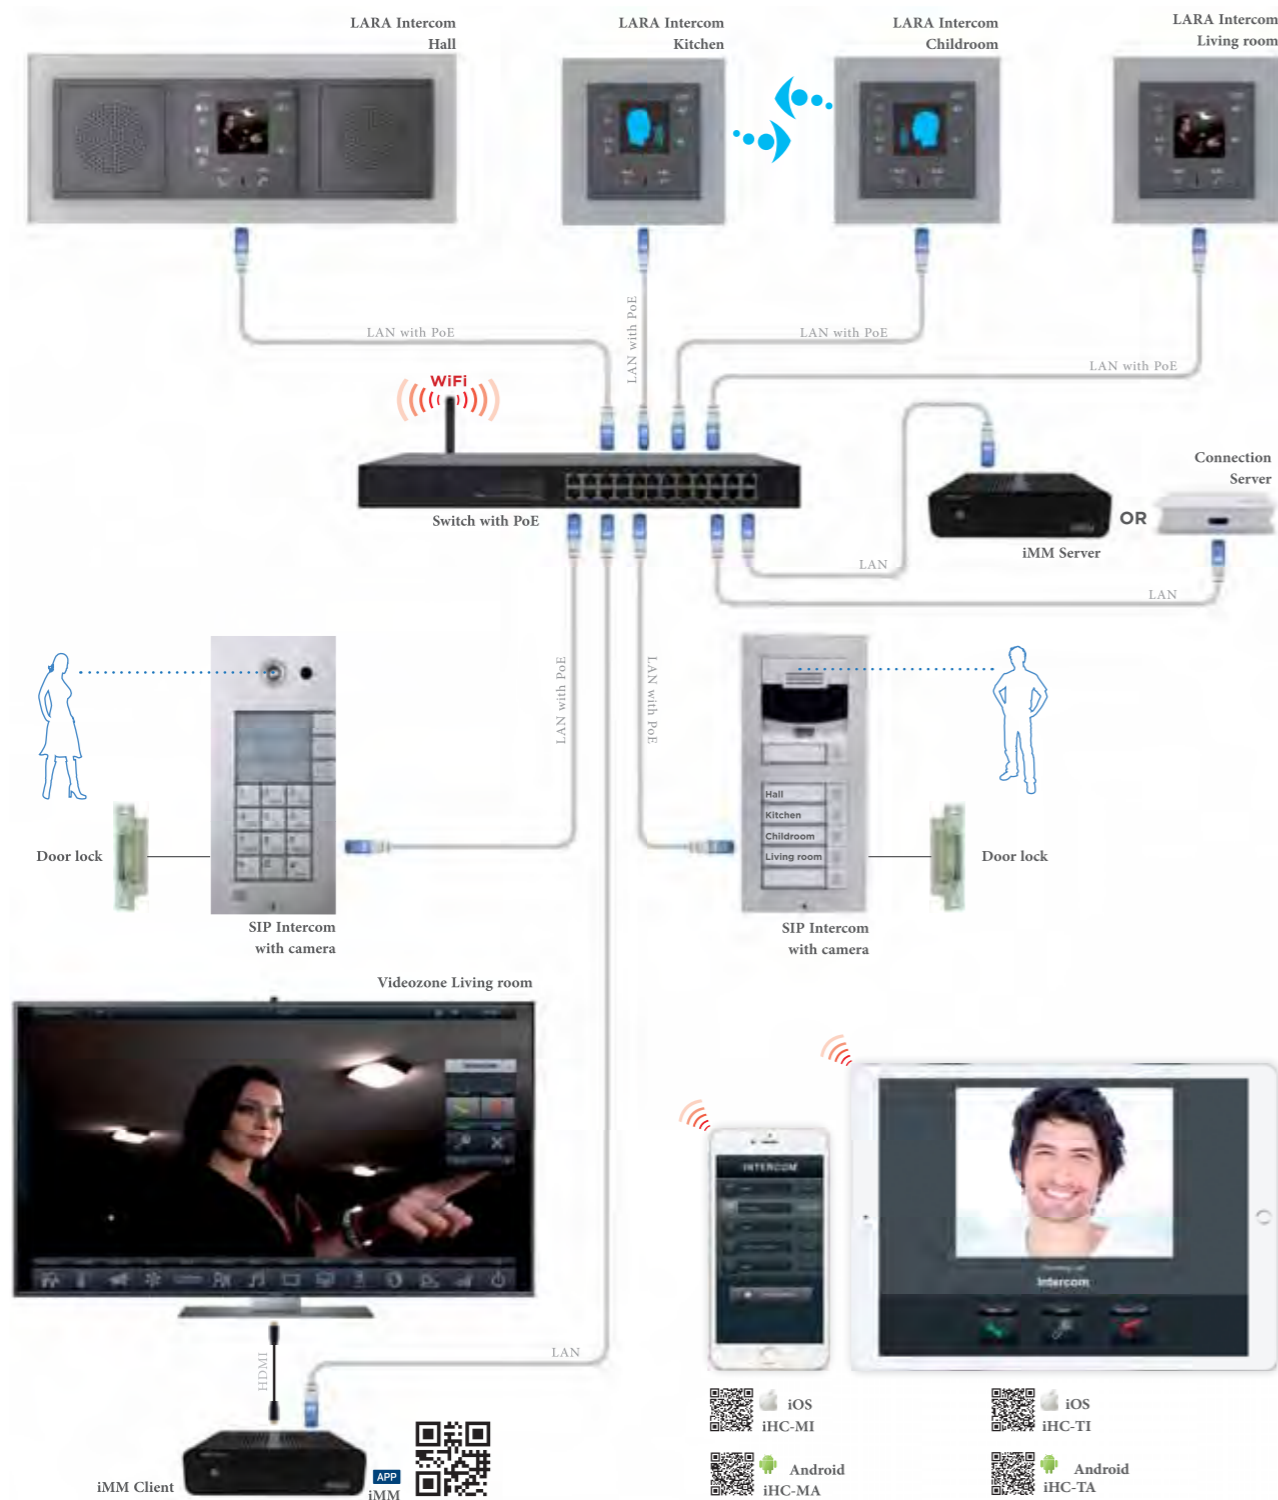 LARA Intercom
Hall
LARA Intercom
Kitchen
LARA Intercom
Childroom
LARA Intercom
Living room
LAN with PoE
LAN with PoE
LAN with PoE
LAN with PoE
WiFi
Switch with PoE
Connection
Server
OR
iMM Server
LAN
LAN
LAN with PoE
LAN with PoE
Hall
Kitchen
Childroom
Living room
Door lock
Door lock
SIP Intercom
with camera
SIP Intercom
with camera
Videozone Living room
INTERCOM
Intercom
HDMI
LAN
iMM Client
APP
iMM
iOS
iHC-MI
Android
iHC-MA
iOS
iHC-TI
Android
iHC-TA